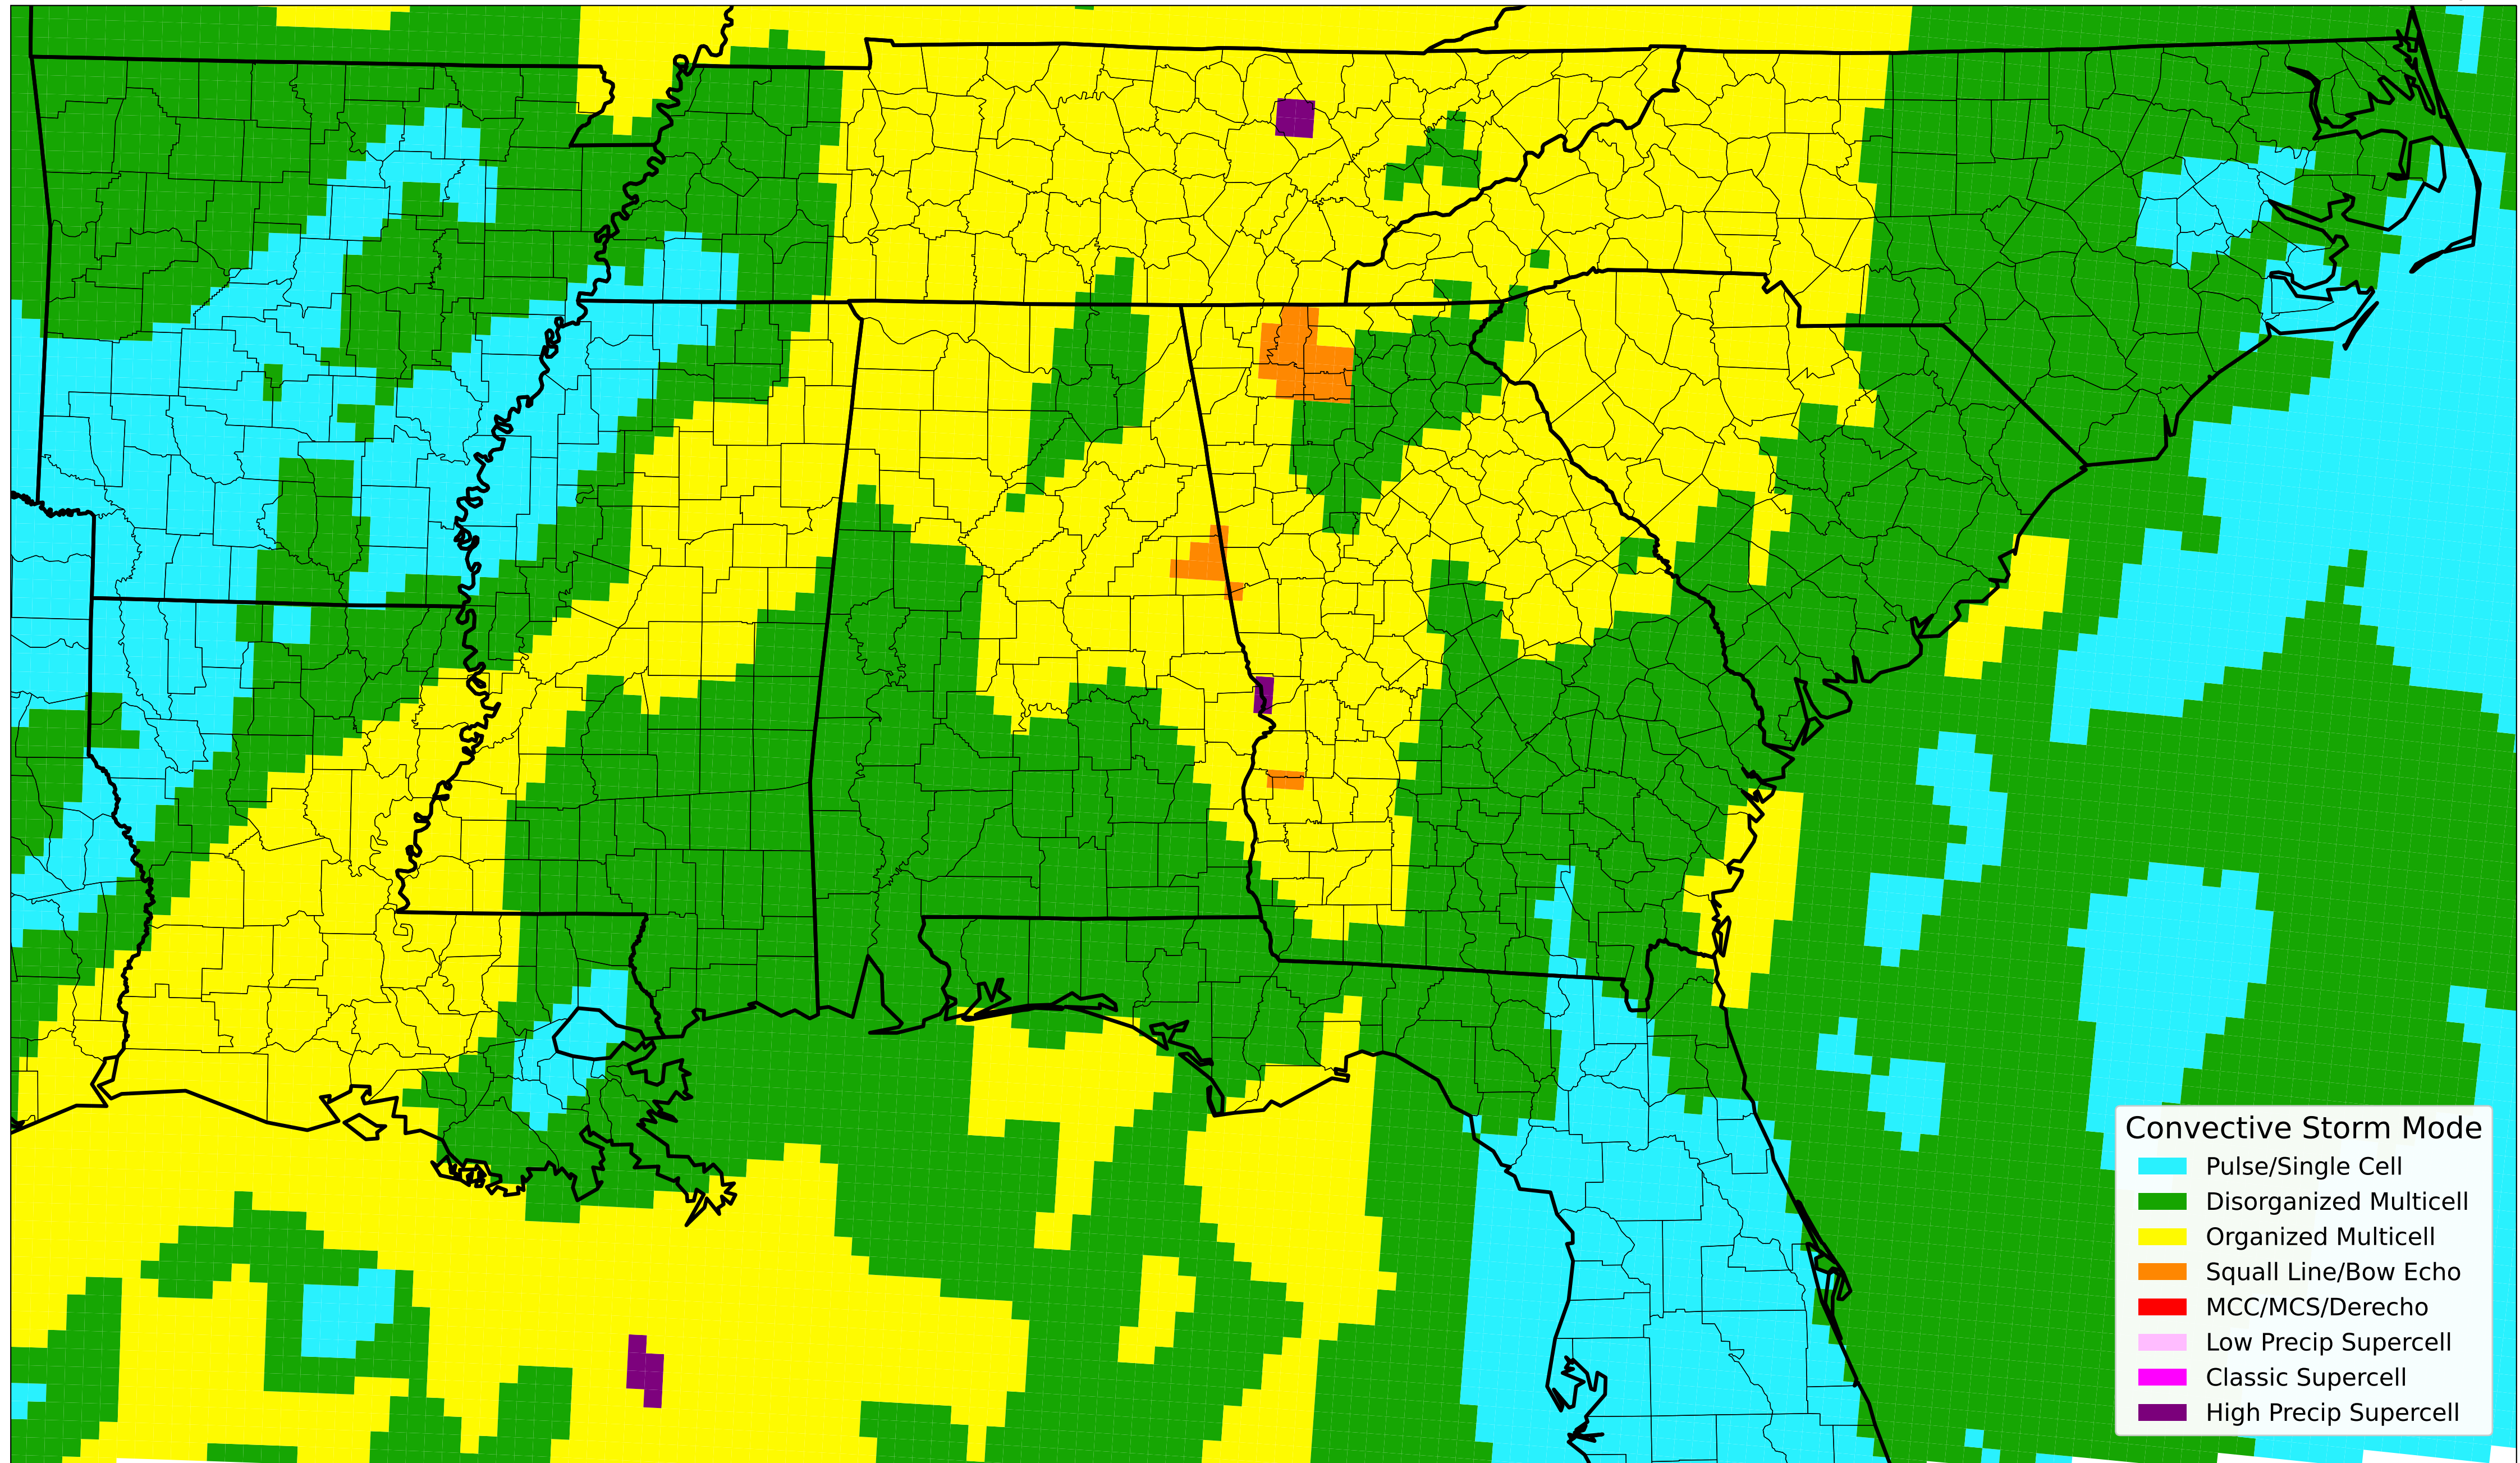 Convective Storm Mode
Pulse/Single Cell
Disorganized Multicell
Organized Multicell
Squall Line/Bow Echo
MCC/MCS/Derecho
Low Precip Supercell
Classic Supercell
High Precip Supercell